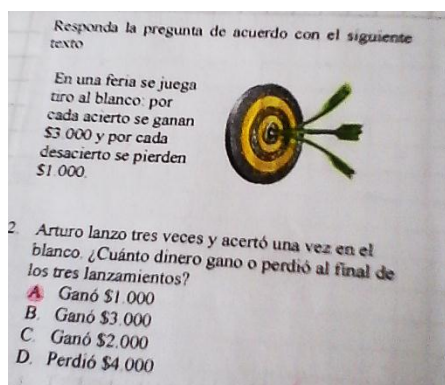 Responda la pregunta de acuerdo con el siguiente
texto
En una feria se juega
tiro al blanco: por
cada acierto se ganan
$3.000 y por cada
desacierto se pierden
$1.000.
2. Arturo lanzo tres veces y acertó una vez en el
blanco. ¿Cuánto dinero gano o perdió al final de
los tres lanzamientos?
A. Ganó $1.000
B. Ganó $3.000
C. Ganó $2.000
D. Perdió $4.000